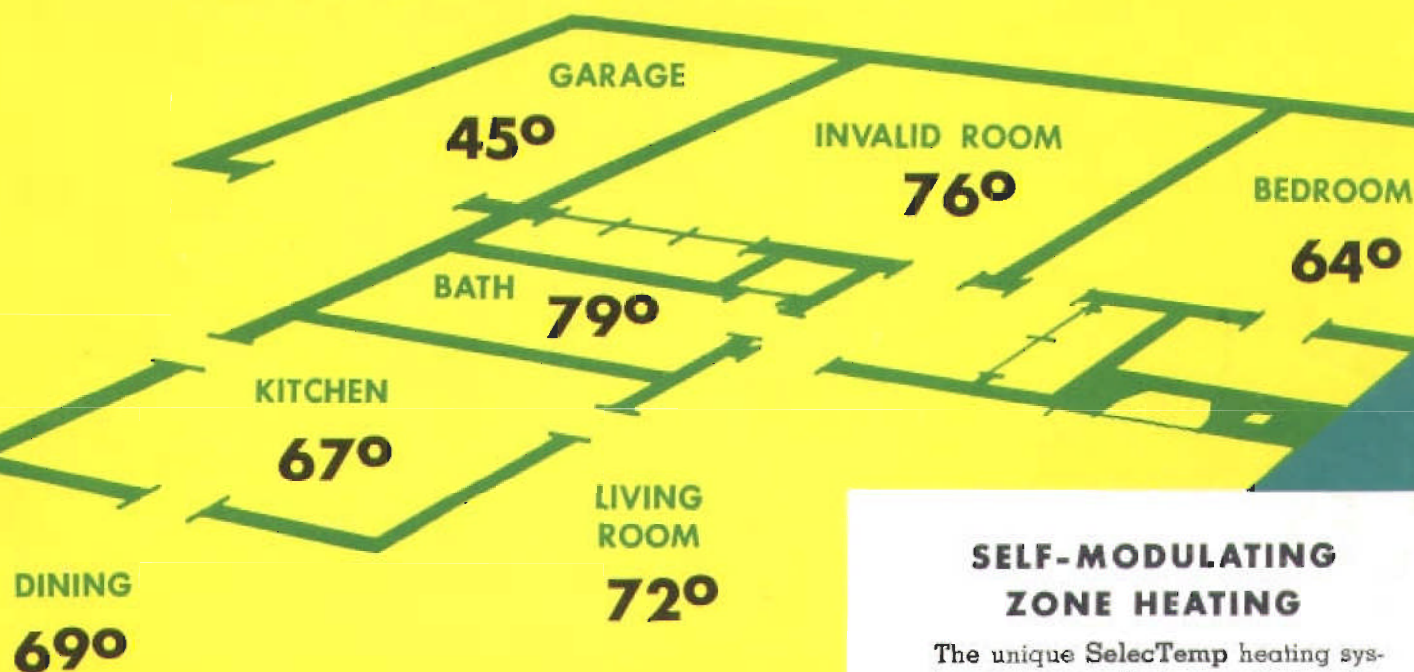 GARAGE
45°
INVALID ROOM
76°
BEDROOM
64°
BATH
79°
KITCHEN
67°
LIVING
ROOM
72°
DINING
69°
SELF-MODULATING
ZONE HEATING
The unique SelecTemp heating sys-